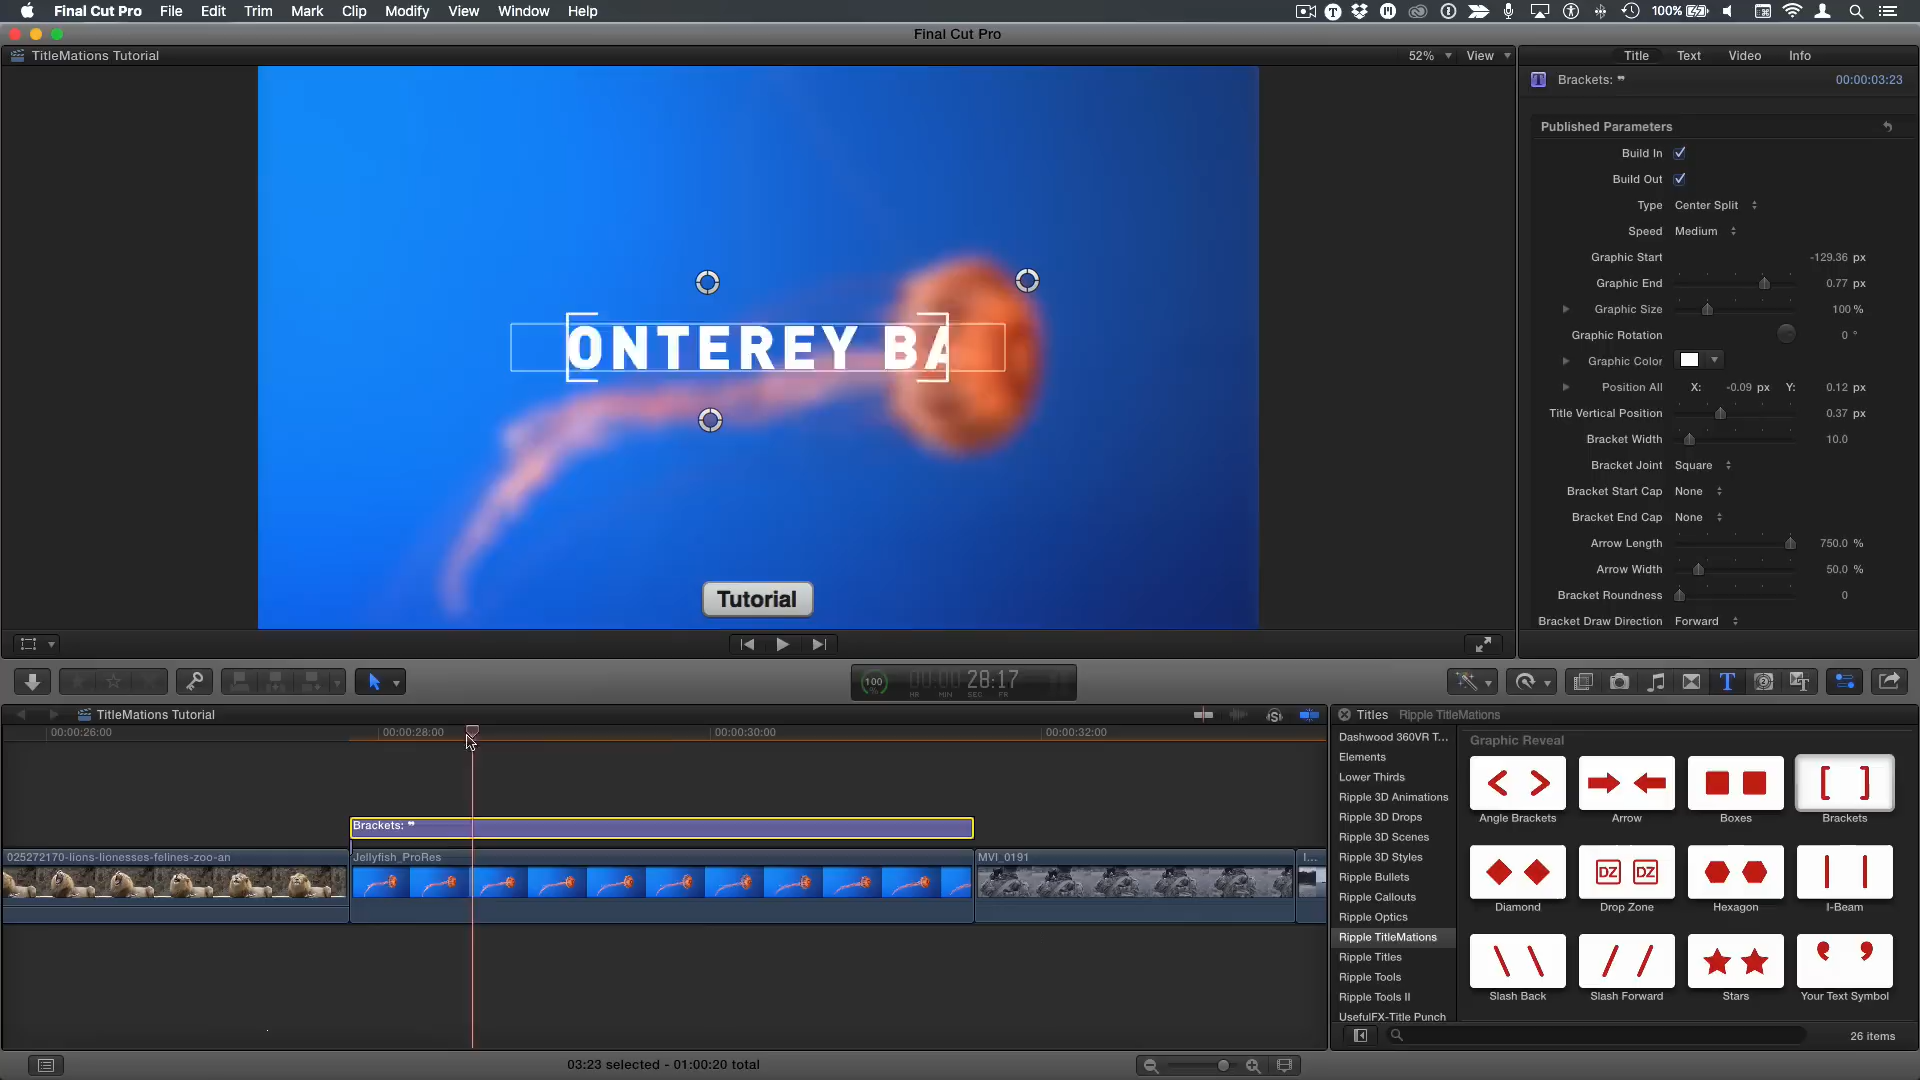 Final Cut Pro File Edit Trim Mark Clip Modify View Window Help 100%
Final Cut Pro
TitleMations Tutorial 52% View
Title Text Video Info
Brackets: 00:00:03:23
Published Parameters
Build In
Build Out
Type Center Split
Speed Medium
Graphic Start -129.36 px
Graphic End 0.77 px
Graphic Size 100 %
Graphic Rotation 0 °
Graphic Color
Position All X: -0.09 px Y: 0.12 px
Title Vertical Position 0.37 px
Bracket Width 10.0
Bracket Joint Square
Bracket Start Cap None
Bracket End Cap None
Arrow Length 750.0 %
Arrow Width 50.0 %
Bracket Roundness 0
Bracket Draw Direction Forward
ONTEREY BA
Tutorial
100 % 28:17
HR MIN SEC FR
TitleMations Tutorial
00:00:26:00 00:00:28:00 00:00:30:00 00:00:32:00
Brackets:
025272170-lions-lionesses-felines-zoo-an Jellyfish_ProRes MVI_0191 I...
03:23 selected - 01:00:20 total
Titles Ripple TitleMations
Dashwood 360VR T...
Elements
Lower Thirds
Ripple 3D Animations
Ripple 3D Drops
Ripple 3D Scenes
Ripple 3D Styles
Ripple Bullets
Ripple Callouts
Ripple Optics
Ripple TitleMations
Ripple Titles
Ripple Tools
Ripple Tools II
UsefulFX-Title Punch
Graphic Reveal
Angle Brackets Arrow Boxes Brackets
DZ DZ
Diamond Drop Zone Hexagon I-Beam
Slash Back Slash Forward Stars Your Text Symbol
26 items